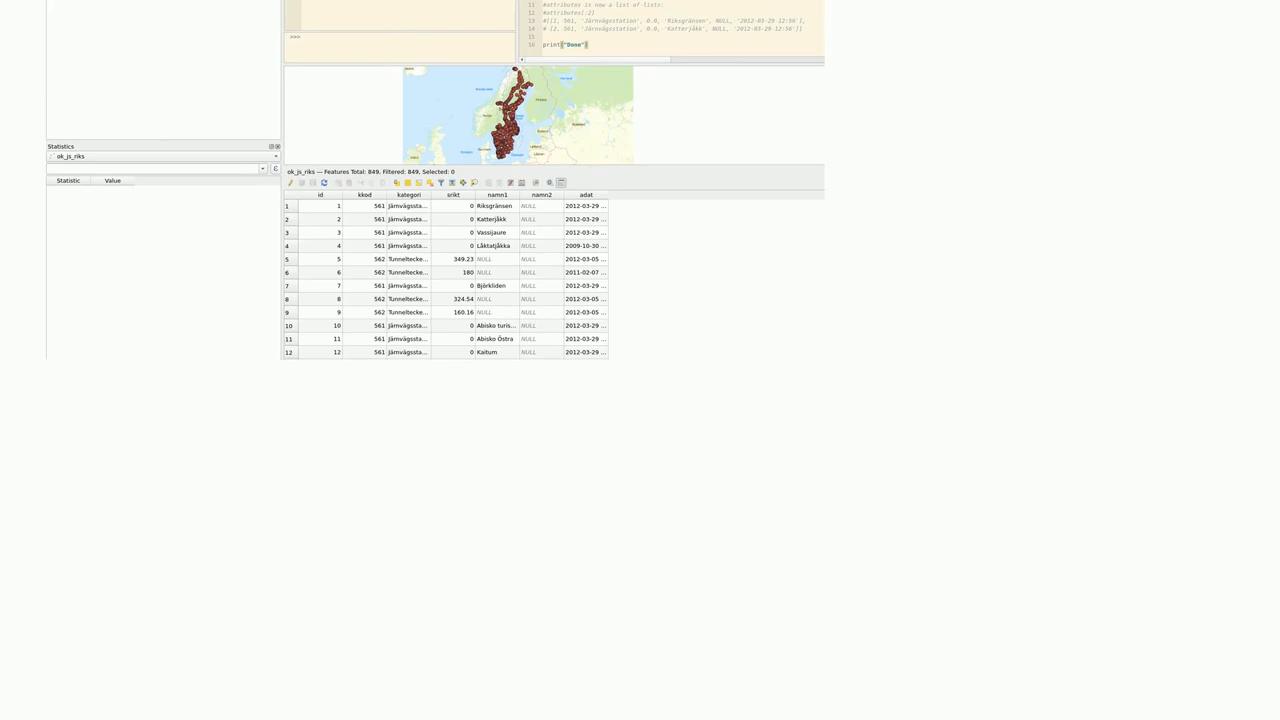 11 #attributes is now a list of lists:
12 #attributes[:2]
13 #[[1, 561, 'Järnvägsstation', 0.0, 'Riksgränsen', NULL, '2012-03-29 12:56'],
14 # [2, 561, 'Järnvägsstation', 0.0, 'Katterjåkk', NULL, '2012-03-29 12:56']]
15
16 print("Done")
>>>
Statistics
ok_js_riks
Statistic Value
ok_js_riks — Features Total: 849, Filtered: 849, Selected: 0
id kkod kategori srikt namn1 namn2 adat
1 1 561 Järnvägssta... 0 Riksgränsen NULL 2012-03-29 ...
2 2 561 Järnvägssta... 0 Katterjåkk NULL 2012-03-29 ...
3 3 561 Järnvägssta... 0 Vassijaure NULL 2012-03-29 ...
4 4 561 Järnvägssta... 0 Låktatjåkka NULL 2009-10-30 ...
5 5 562 Tunneltecke... 349.23 NULL NULL 2012-03-05 ...
6 6 562 Tunneltecke... 180 NULL NULL 2011-02-07 ...
7 7 561 Järnvägssta... 0 Björkliden NULL 2012-03-29 ...
8 8 562 Tunneltecke... 324.54 NULL NULL 2012-03-05 ...
9 9 562 Tunneltecke... 160.16 NULL NULL 2012-03-05 ...
10 10 561 Järnvägssta... 0 Abisko turis... NULL 2012-03-29 ...
11 11 561 Järnvägssta... 0 Abisko Östra NULL 2012-03-29 ...
12 12 561 Järnvägssta... 0 Kaitum NULL 2012-03-29 ...